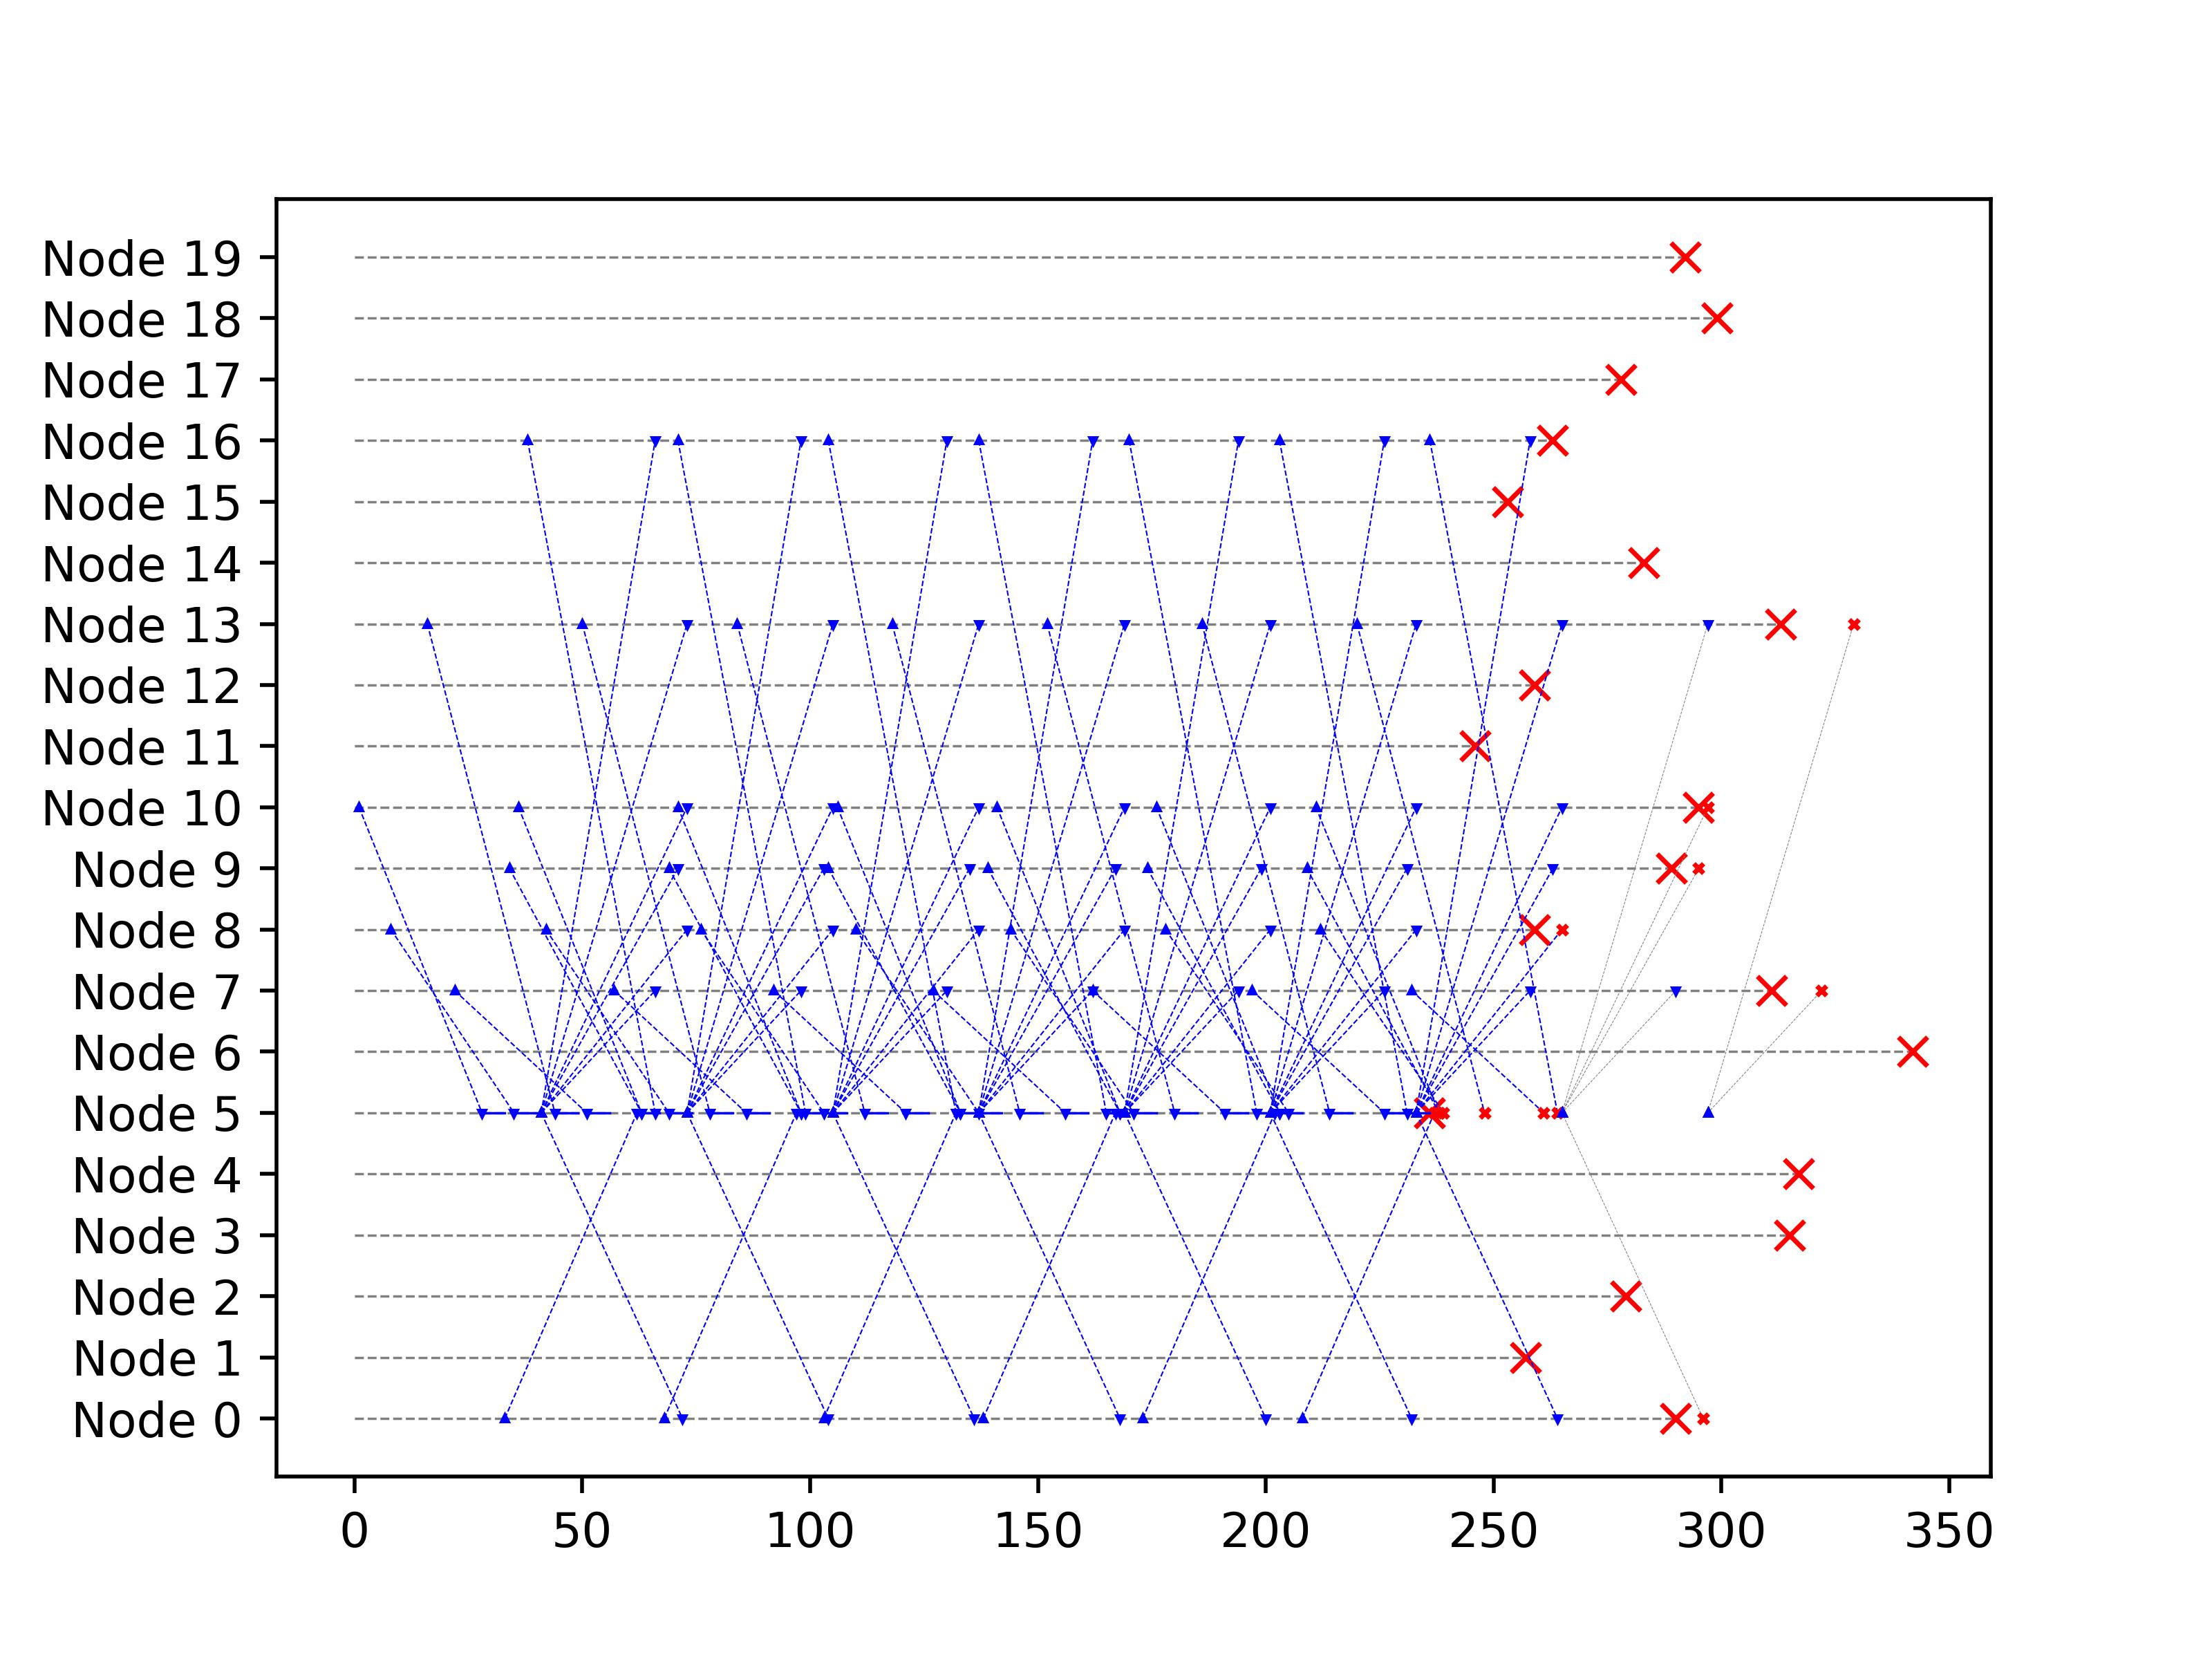 Node 19
Node 18
Node 17
Node 16
Node 15
Node 14
Node 13
Node 12
Node 11
Node 10
Node 9
Node 8
Node 7
Node 6
Node 5
Node 4
Node 3
Node 2
Node 1
Node 0
0 50 100 150 200 250 300 350